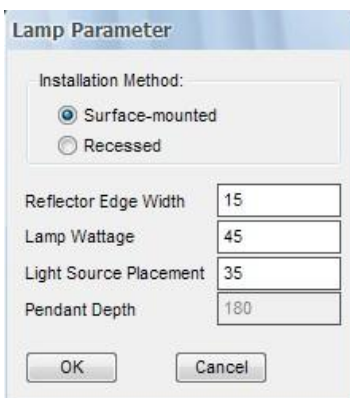 Lamp Parameter
Installation Method:
Surface-mounted
Recessed
Reflector Edge Width 15
Lamp Wattage 45
Light Source Placement 35
Pendant Depth 180
OK Cancel